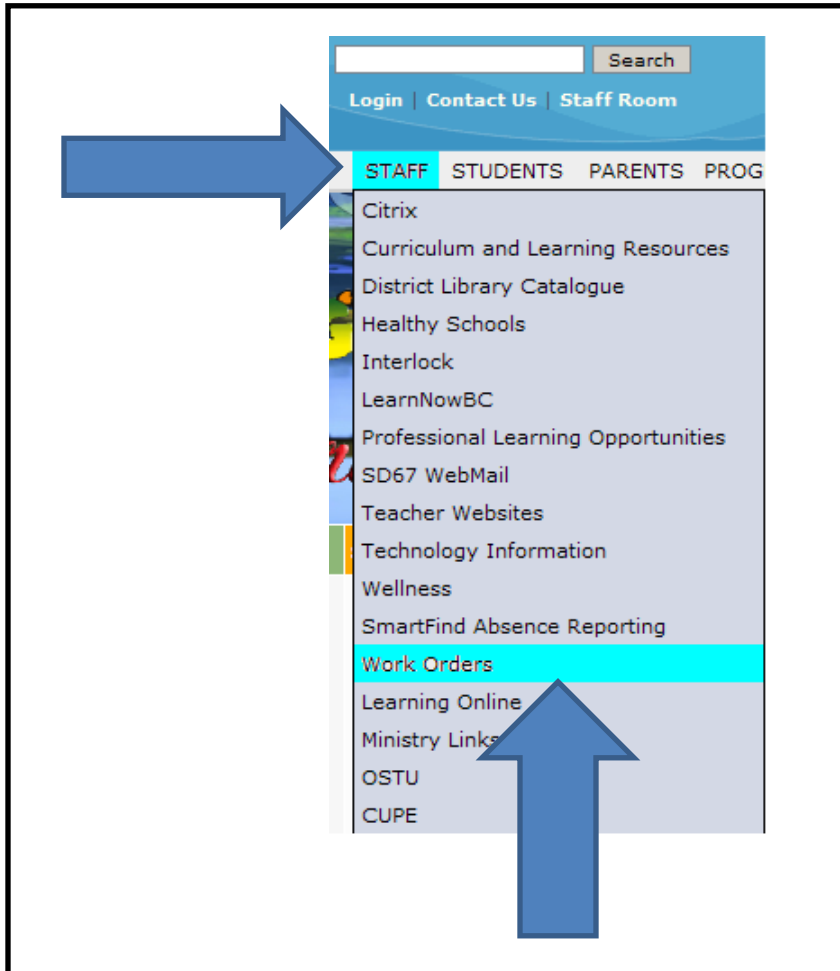 Search
Login | Contact Us | Staff Room
STAFF STUDENTS PARENTS PROG
Citrix
Curriculum and Learning Resources
District Library Catalogue
Healthy Schools
Interlock
LearnNowBC
Professional Learning Opportunities
SD67 WebMail
Teacher Websites
Technology Information
Wellness
SmartFind Absence Reporting
Work Orders
Learning Online
Ministry Links
OSTU
CUPE